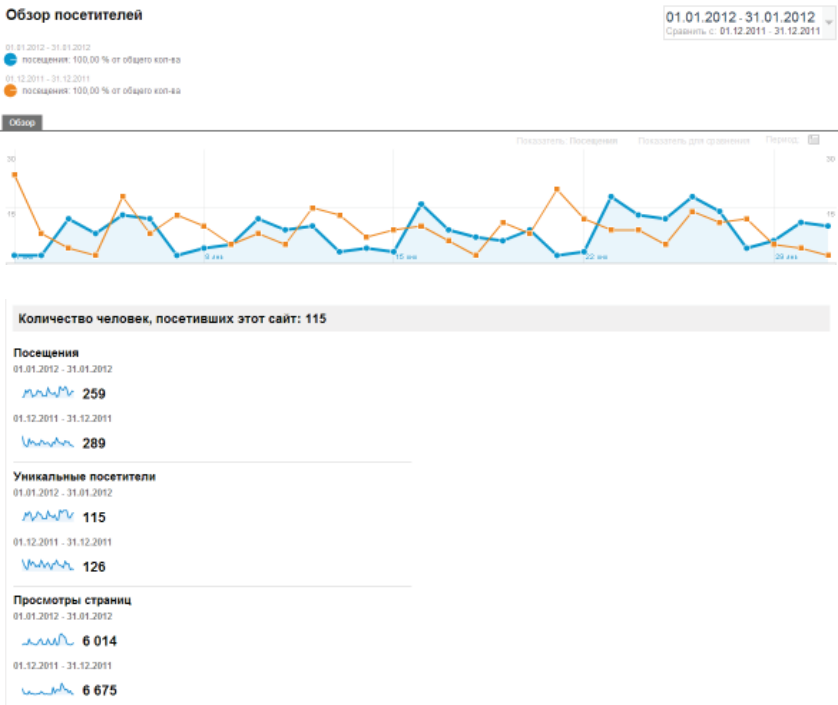 Обзор посетителей
01.01.2012 - 31.01.2012
Сравнить с: 01.12.2011 - 31.12.2011
01.01.2012 - 31.01.2012
посещения: 100,00 % от общего кол-ва
01.12.2011 - 31.12.2011
посещения: 100,00 % от общего кол-ва
Обзор
Показатель: Посещения Показатель для сравнения Период:
30 30
15 15
8 янв 15 янв 22 янв 29 янв
Количество человек, посетивших этот сайт: 115
Посещения
01.01.2012 - 31.01.2012
259
01.12.2011 - 31.12.2011
289
Уникальные посетители
01.01.2012 - 31.01.2012
115
01.12.2011 - 31.12.2011
126
Просмотры страниц
01.01.2012 - 31.01.2012
6 014
01.12.2011 - 31.12.2011
6 675